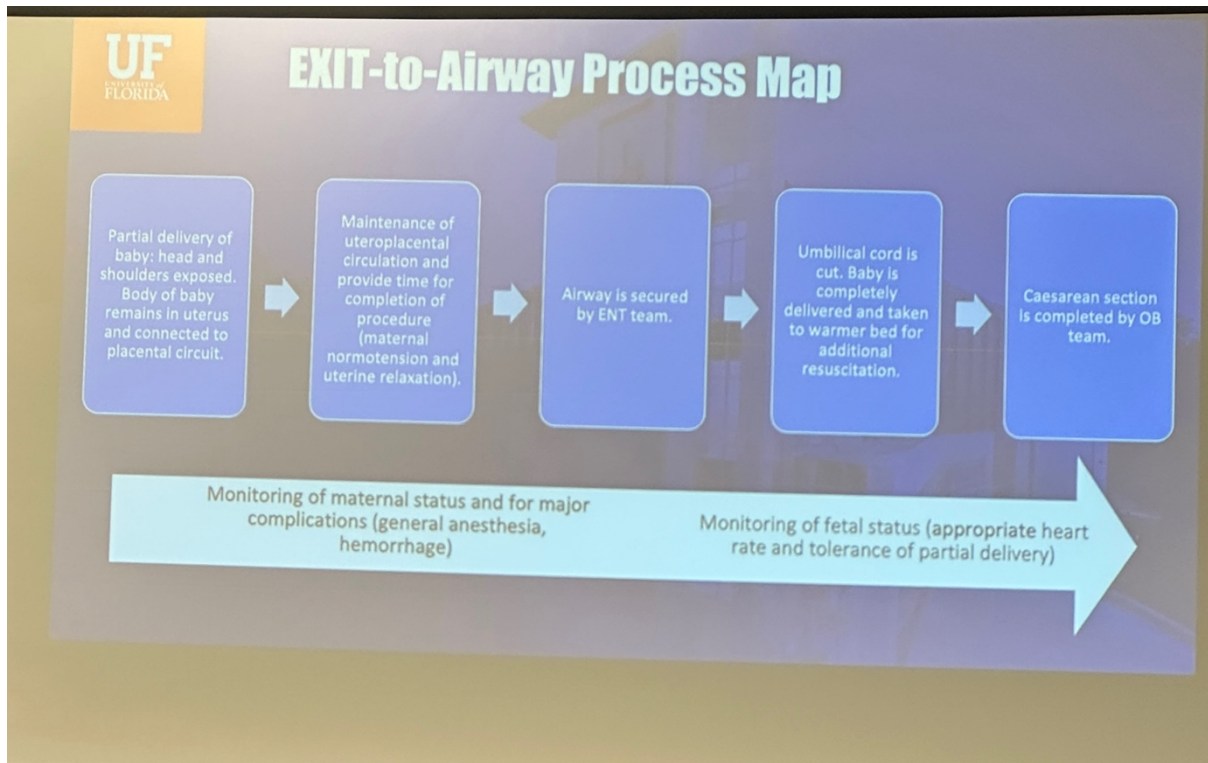 UF
UNIVERSITY of
FLORIDA
EXIT-to-Airway Process Map
Partial delivery of
baby: head and
shoulders exposed.
Body of baby
remains in uterus
and connected to
placental circuit.
Maintenance of
uteroplacental
circulation and
provide time for
completion of
procedure
(maternal
normotension and
uterine relaxation).
Airway is secured
by ENT team.
Umbilical cord is
cut. Baby is
completely
delivered and taken
to warmer bed for
additional
resuscitation.
Caesarean section
is completed by OB
team.
Monitoring of maternal status and for major
complications (general anesthesia,
hemorrhage)
Monitoring of fetal status (appropriate heart
rate and tolerance of partial delivery)